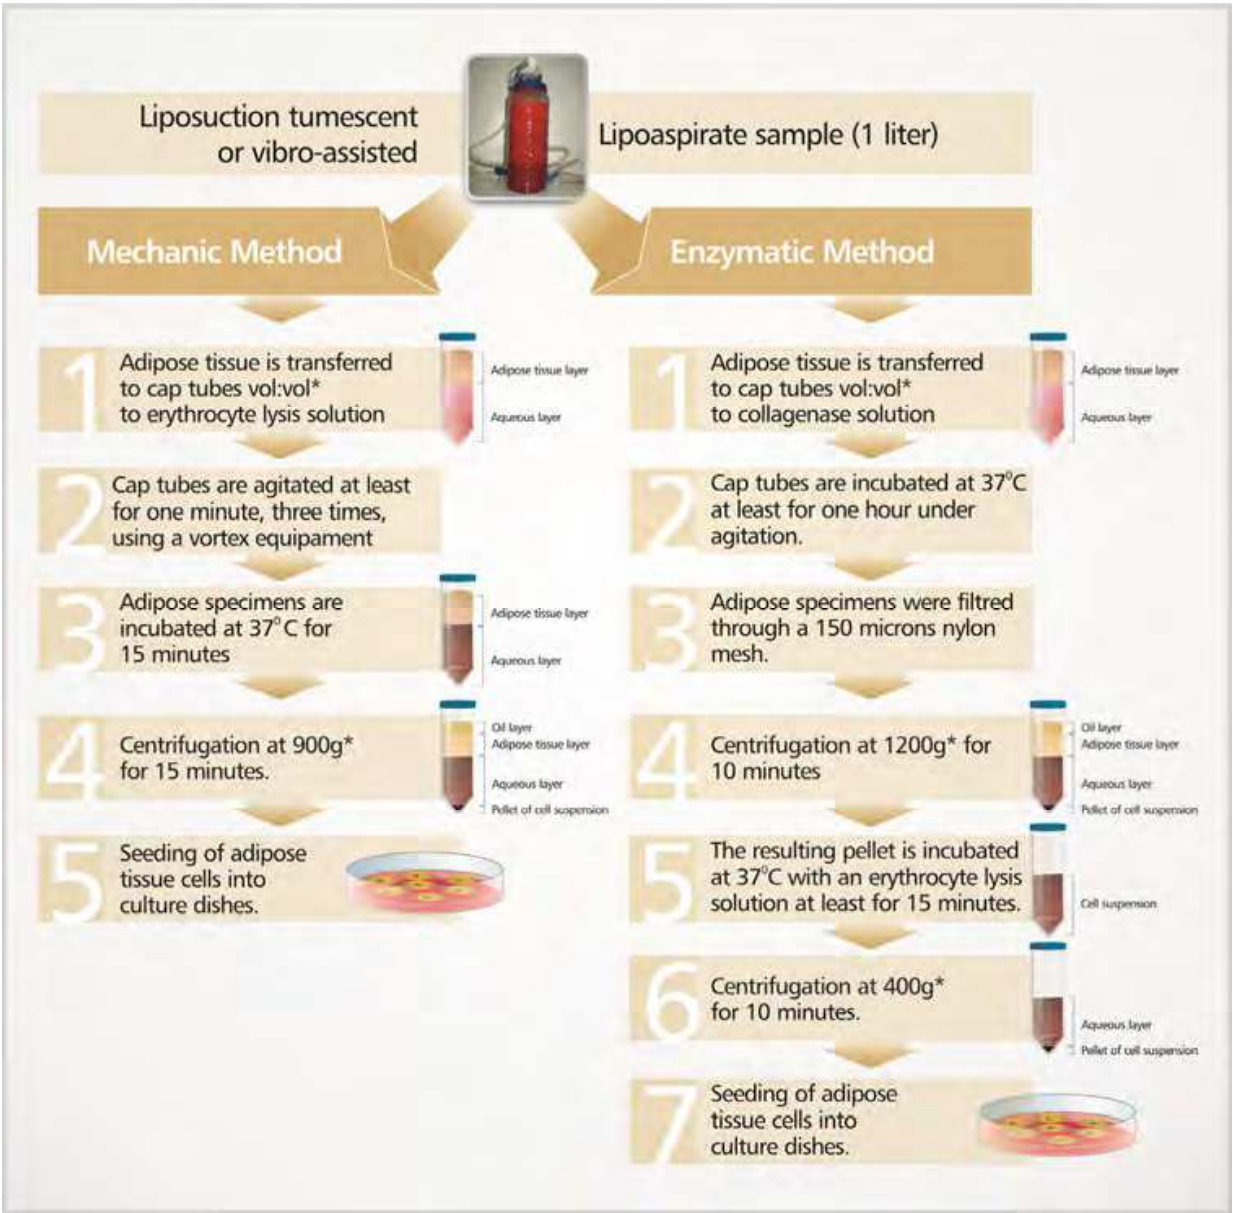 Liposuction tumescent
or vibro-assisted
Lipoaspirate sample (1 liter)
Mechanic Method
1
Adipose tissue is transferred
to cap tubes vol:vol*
to erythrocyte lysis solution
Adipose tissue layer
Aqueous layer
2
Cap tubes are agitated at least
for one minute, three times,
using a vortex equipament
3
Adipose specimens are
incubated at 37°C for
15 minutes
Adipose tissue layer
Aqueous layer
4
Centrifugation at 900g*
for 15 minutes.
Oil layer
Adipose tissue layer
Aqueous layer
Pellet of cell suspension
5
Seeding of adipose
tissue cells into
culture dishes.
Enzymatic Method
1
Adipose tissue is transferred
to cap tubes vol:vol*
to collagenase solution
Adipose tissue layer
Aqueous layer
2
Cap tubes are incubated at 37°C
at least for one hour under
agitation.
3
Adipose specimens were filtred
through a 150 microns nylon
mesh.
4
Centrifugation at 1200g* for
10 minutes
Oil layer
Adipose tissue layer
Aqueous layer
Pellet of cell suspension
5
The resulting pellet is incubated
at 37°C with an erythrocyte lysis
solution at least for 15 minutes.
Cell suspension
6
Centrifugation at 400g*
for 10 minutes.
Aqueous layer
Pellet of cell suspension
7
Seeding of adipose
tissue cells into
culture dishes.